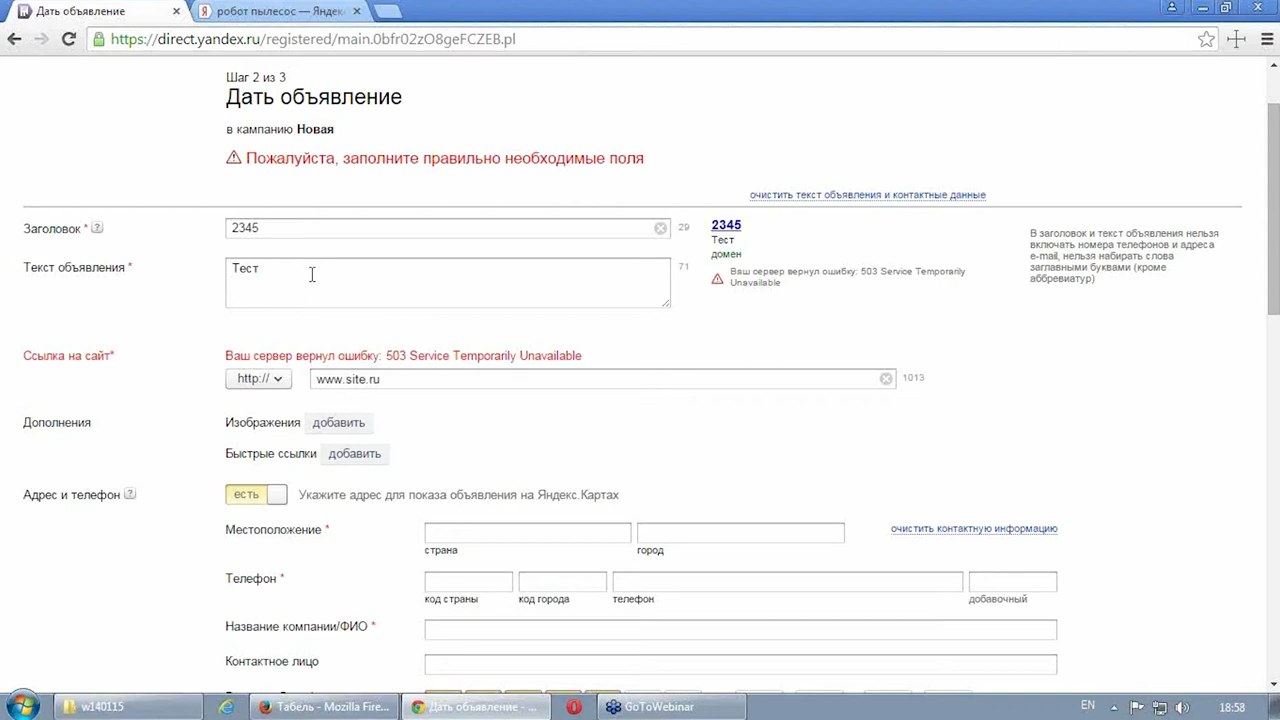 Дать объявление
робот пылесос — Яндек
https://direct.yandex.ru/registered/main.0bfr02zO8geFCZEB.pl
Шаг 2 из 3
Дать объявление
в кампанию Новая
Пожалуйста, заполните правильно необходимые поля
очистить текст объявления и контактные данные
Заголовок * ?
2345
29
2345
Тест
домен
Ваш сервер вернул ошибку: 503 Service Temporarily
Unavailable
В заголовок и текст объявления нельзя
включать номера телефонов и адреса
e-mail, нельзя набирать слова
заглавными буквами (кроме
аббревиатур)
Текст объявления *
Тест
71
Ссылка на сайт*
Ваш сервер вернул ошибку: 503 Service Temporarily Unavailable
http://
www.site.ru
1013
Дополнения
Изображения добавить
Быстрые ссылки добавить
Адрес и телефон ?
есть
Укажите адрес для показа объявления на Яндекс.Картах
Местоположение *
очистить контактную информацию
страна
город
Телефон *
код страны
код города
телефон
добавочный
Название компании/ФИО *
Контактное лицо
w140115
Табель - Mozilla Fire...
Дать объявление - ...
GoToWebinar
EN
18:58